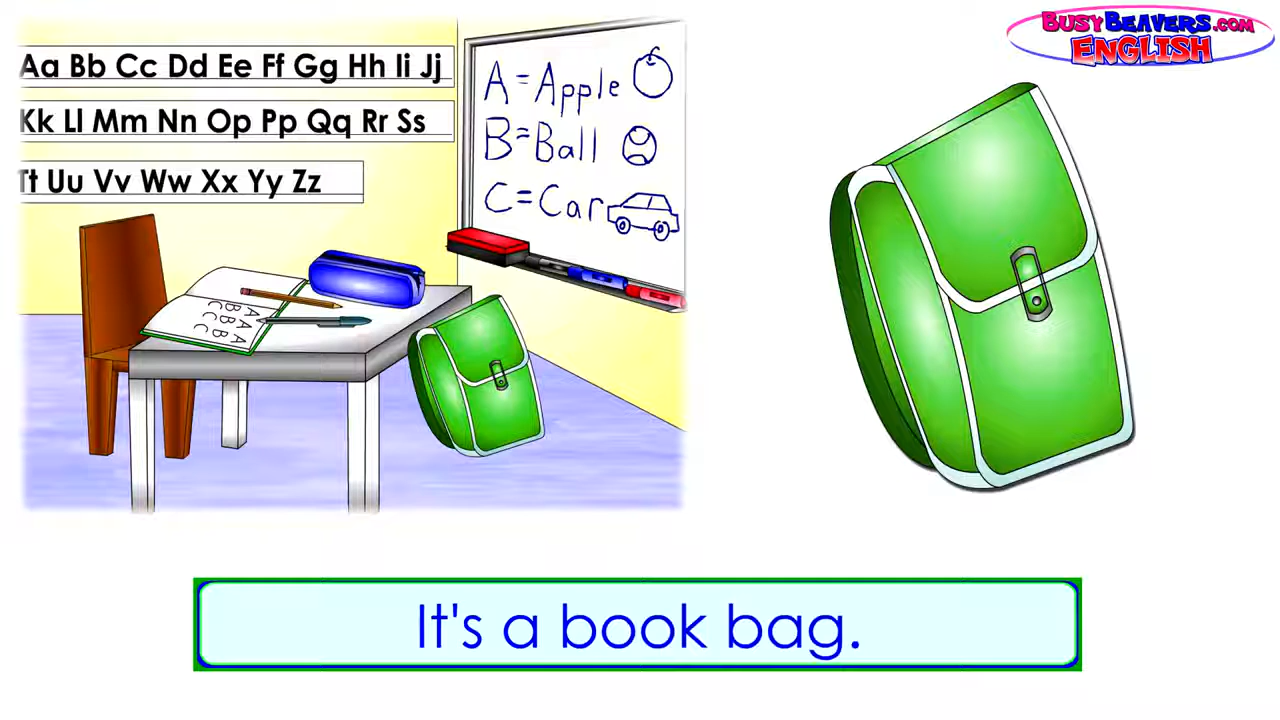 Aa Bb Cc Dd Ee Ff Gg Hh Ii Jj
Kk Ll Mm Nn Op Pp Qq Rr Ss
Tt Uu Vv Ww Xx Yy Zz
A = Apple
B = Ball
C = Car
A A A
B B B
C C C
BUSYBEAVERS.COM
ENGLISH
It's a book bag.